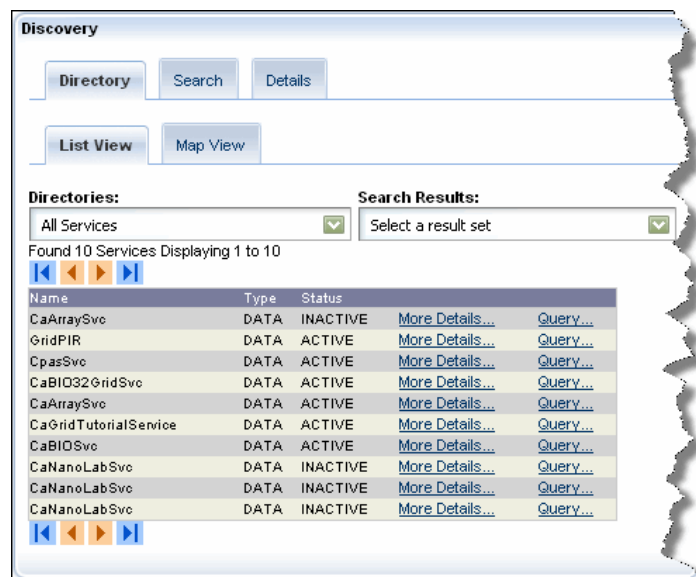 Discovery
Directory Search Details
List View Map View
Directories: Search Results:
All Services Select a result set
Found 10 Services Displaying 1 to 10
Name Type Status
CaArraySvc DATA INACTIVE More Details... Query...
GridPIR DATA ACTIVE More Details... Query...
CpasSvc DATA ACTIVE More Details... Query...
CaBIO32GridSvc DATA ACTIVE More Details... Query...
CaArraySvc DATA ACTIVE More Details... Query...
CaGridTutorialService DATA ACTIVE More Details... Query...
CaBIOSvc DATA ACTIVE More Details... Query...
CaNanoLabSvc DATA INACTIVE More Details... Query...
CaNanoLabSvc DATA INACTIVE More Details... Query...
CaNanoLabSvc DATA INACTIVE More Details... Query...